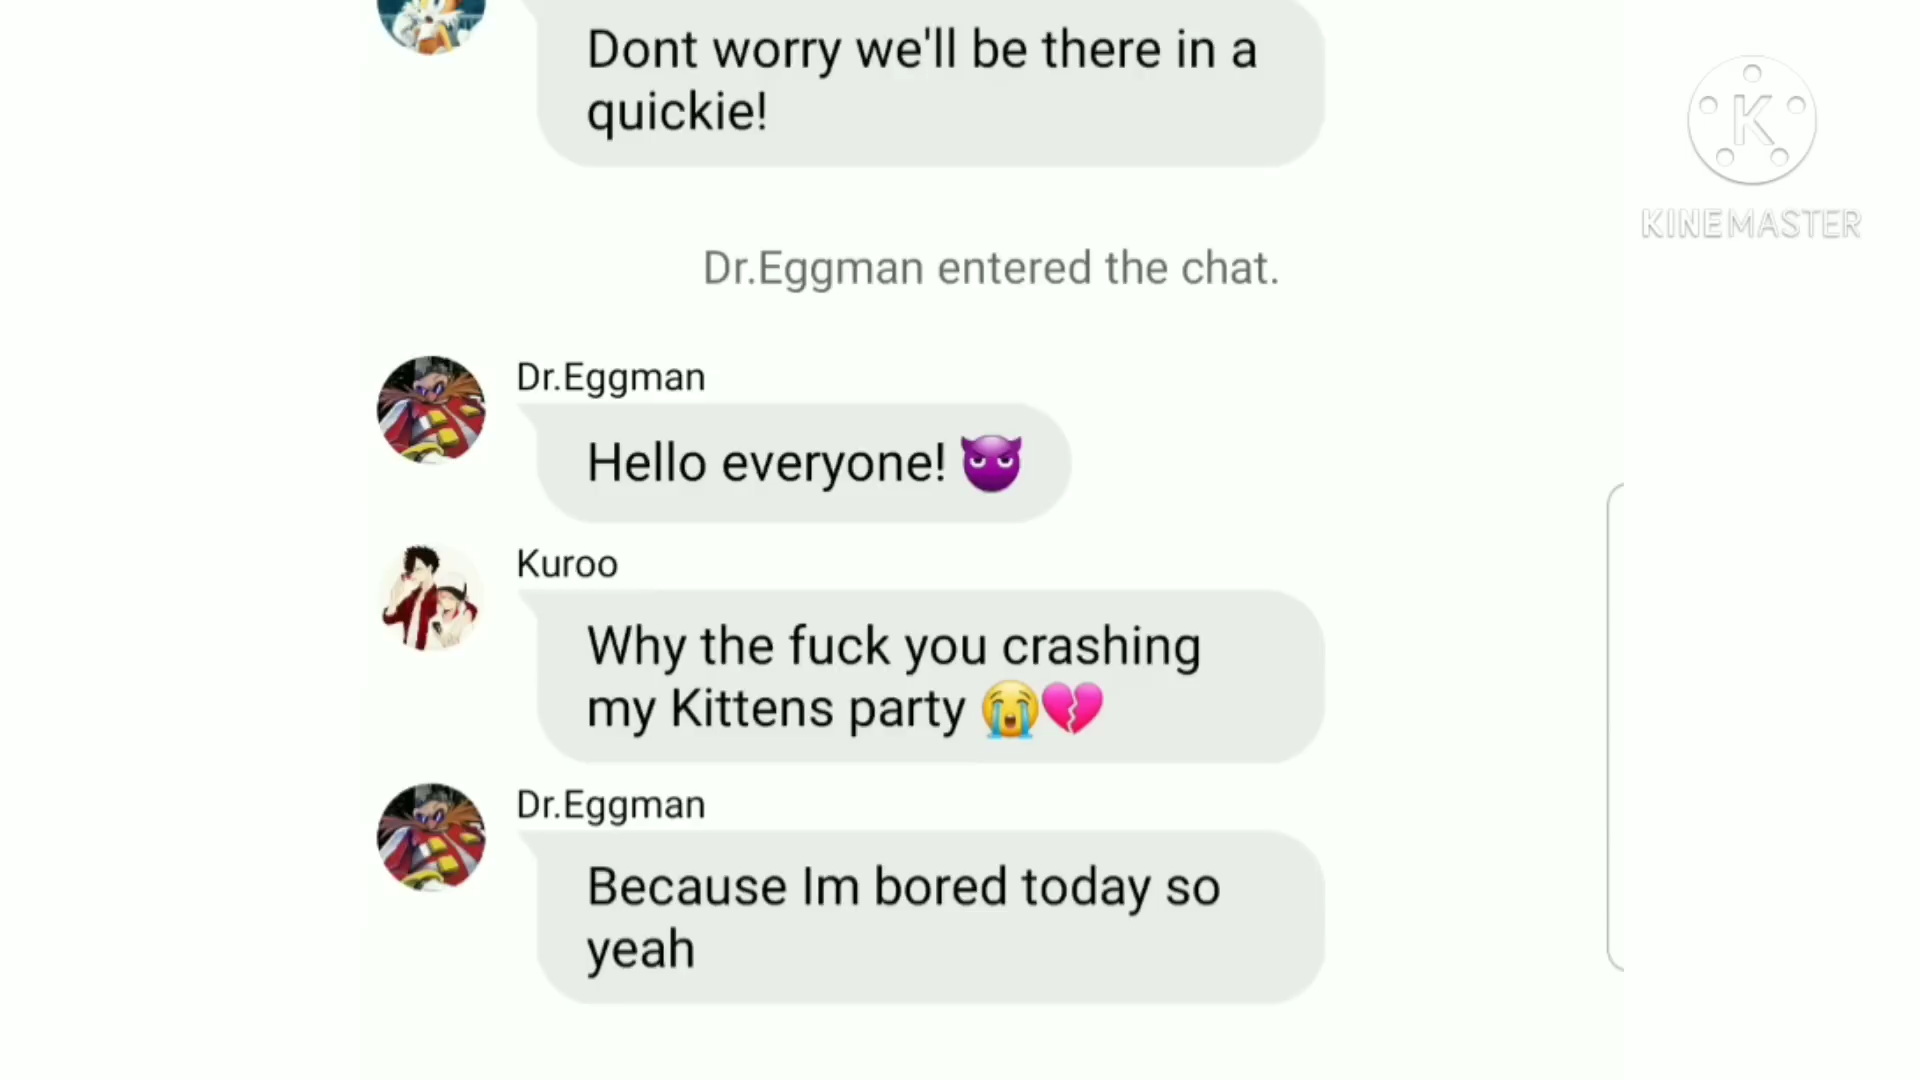 Dont worry we'll be there in a
quickie!
K
KINEMASTER
Dr.Eggman entered the chat.
Dr.Eggman
Hello everyone! 😈
Kuroo
Why the fuck you crashing
my Kittens party 😭💔
Dr.Eggman
Because Im bored today so
yeah